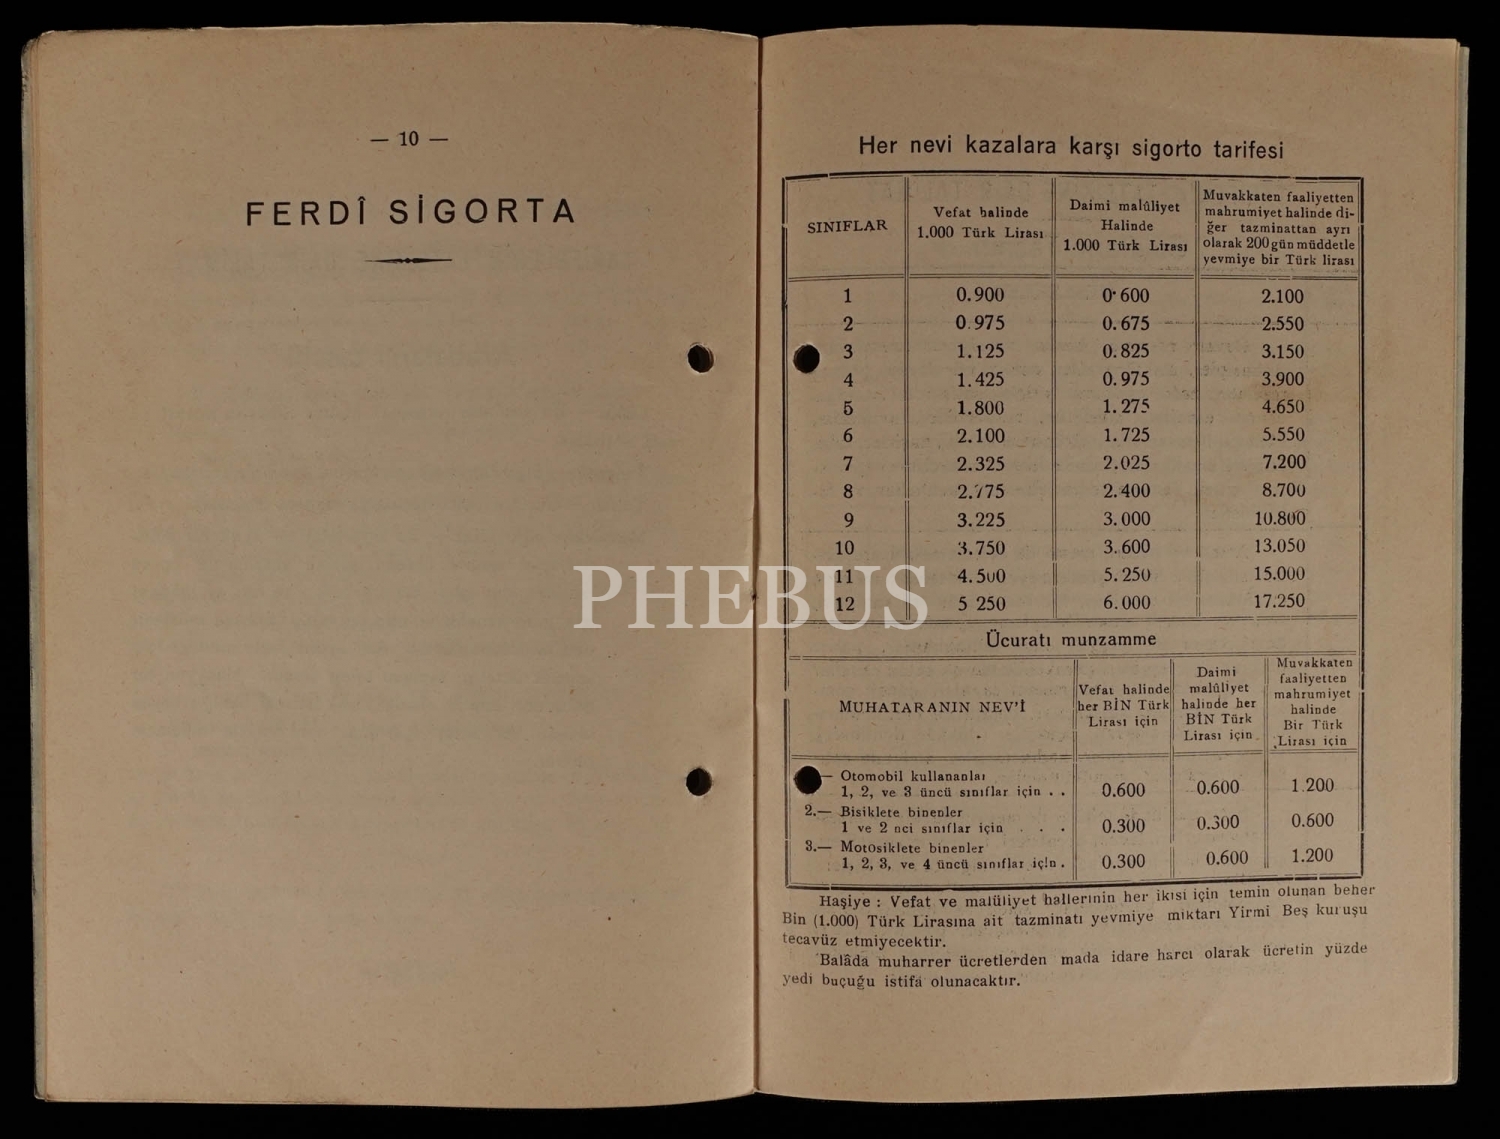 — 10 —
FERDÎ SİGORTA
Her nevi kazalara karşı sigorto tarifesi
SINIFLAR
Vefat halinde
1.000 Türk Lirası
Daimi malûliyet
Halinde
1.000 Türk Lirası
Muvakkaten faaliyetten
mahrumiyet halinde di-
ğer tazminattan ayrı
olarak 200 gün müddetle
yevmiye bir Türk lirası
1 0.900 0.600 2.100
2 0.975 0.675 2.550
3 1.125 0.825 3.150
4 1.425 0.975 3.900
5 1.800 1.275 4.650
6 2.100 1.725 5.550
7 2.325 2.025 7.200
8 2.775 2.400 8.700
9 3.225 3.000 10.800
10 3.750 3.600 13.050
11 4.500 5.250 15.000
12 5 250 6.000 17.250
PHEBUS
Ücuratı munzamme
MUHATARANIN NEV'İ
Vefat halinde
her BİN Türk
Lirası için
Daimi
malûliyet
halinde her
BİN Türk
Lirası için
Muvakkaten
faaliyetten
mahrumiyet
halinde
Bir Türk
Lirası için
— Otomobil kullananlar
1, 2, ve 3 üncü sınıflar için . . 0.600 0.600 1.200
2.— Bisiklete binenler
1 ve 2 nci sınıflar için . . . 0.300 0.300 0.600
3.— Motosiklete binenler
1, 2, 3, ve 4 üncü sınıflar için . 0.300 0.600 1.200
Haşiye : Vefat ve malüliyet hallerinin her ikisi için temin olunan beher
Bin (1.000) Türk Lirasına ait tazminatı yevmiye miktarı Yirmi Beş kuruşu
tecavüz etmiyecektir.
Balâda muharrer ücretlerden mada idare harcı olarak ücretin yüzde
yedi buçuğu istifa olunacaktır.